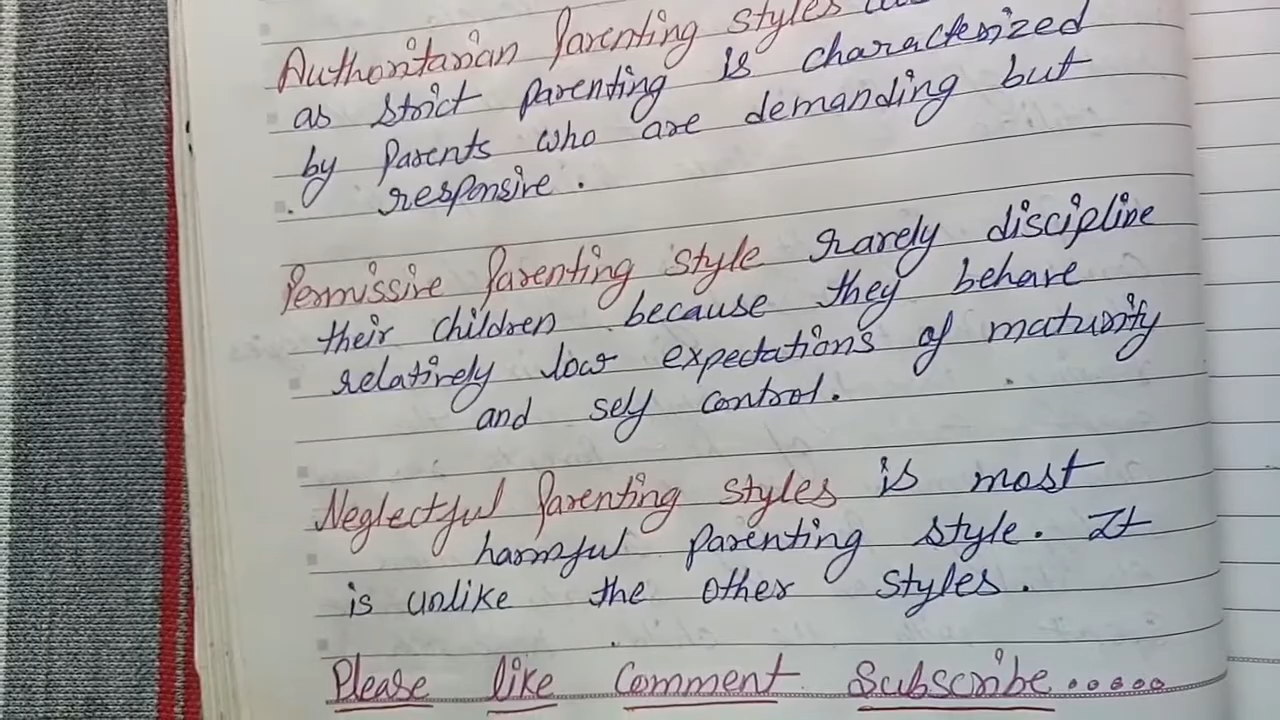 Authoritarian Parenting styles
as strict parenting is characterized
by parents who are demanding but
responsive.
Permissive Parenting style rarely discipline
their children because they behave
relatively low expectations of maturity
and self control.
Neglectful Parenting styles is most
harmful parenting style. It
is unlike the other styles.
Please like Comment Subscribe.....